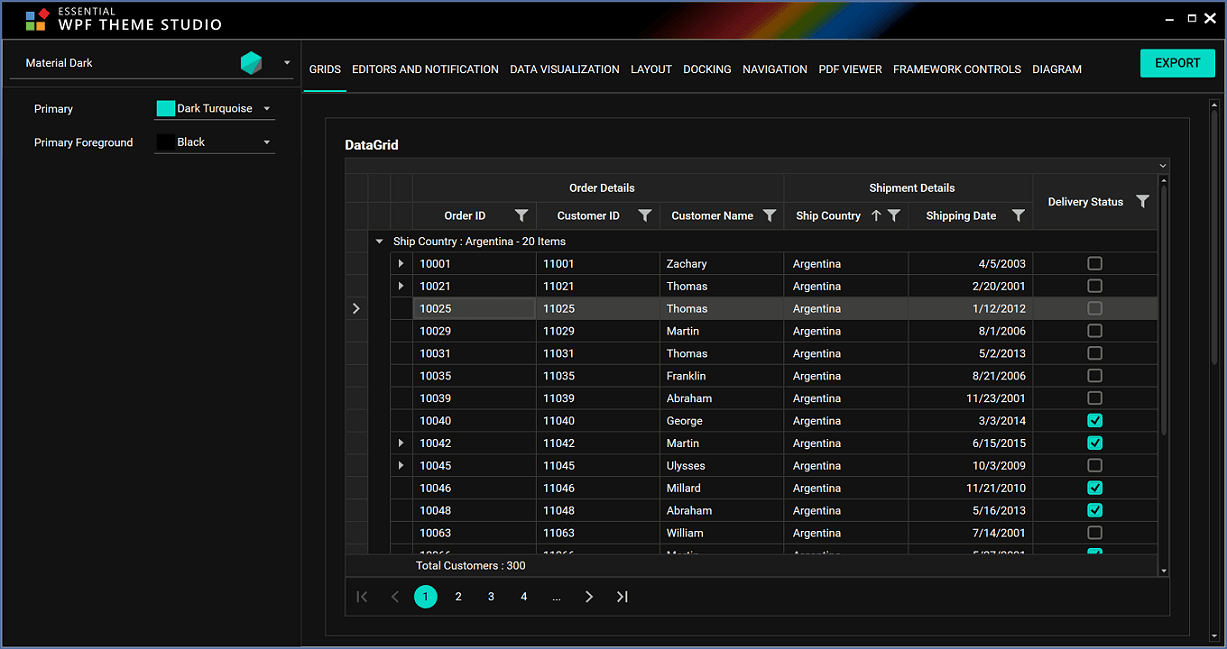 ESSENTIAL
WPF THEME STUDIO
Material Dark
Primary Dark Turquoise
Primary Foreground Black
GRIDS EDITORS AND NOTIFICATION DATA VISUALIZATION LAYOUT DOCKING NAVIGATION PDF VIEWER FRAMEWORK CONTROLS DIAGRAM EXPORT
DataGrid
Order Details Shipment Details Delivery Status
Order ID Customer ID Customer Name Ship Country Shipping Date
Ship Country : Argentina - 20 Items
10001 11001 Zachary Argentina 4/5/2003
10021 11021 Thomas Argentina 2/20/2001
10025 11025 Thomas Argentina 1/12/2012
10029 11029 Martin Argentina 8/1/2006
10031 11031 Thomas Argentina 5/2/2013
10035 11035 Franklin Argentina 8/21/2006
10039 11039 Abraham Argentina 11/23/2001
10040 11040 George Argentina 3/3/2014
10042 11042 Martin Argentina 6/15/2015
10045 11045 Ulysses Argentina 10/3/2009
10046 11046 Millard Argentina 11/21/2010
10048 11048 Abraham Argentina 5/16/2013
10063 11063 William Argentina 7/14/2001
Total Customers : 300
1 2 3 4 ...